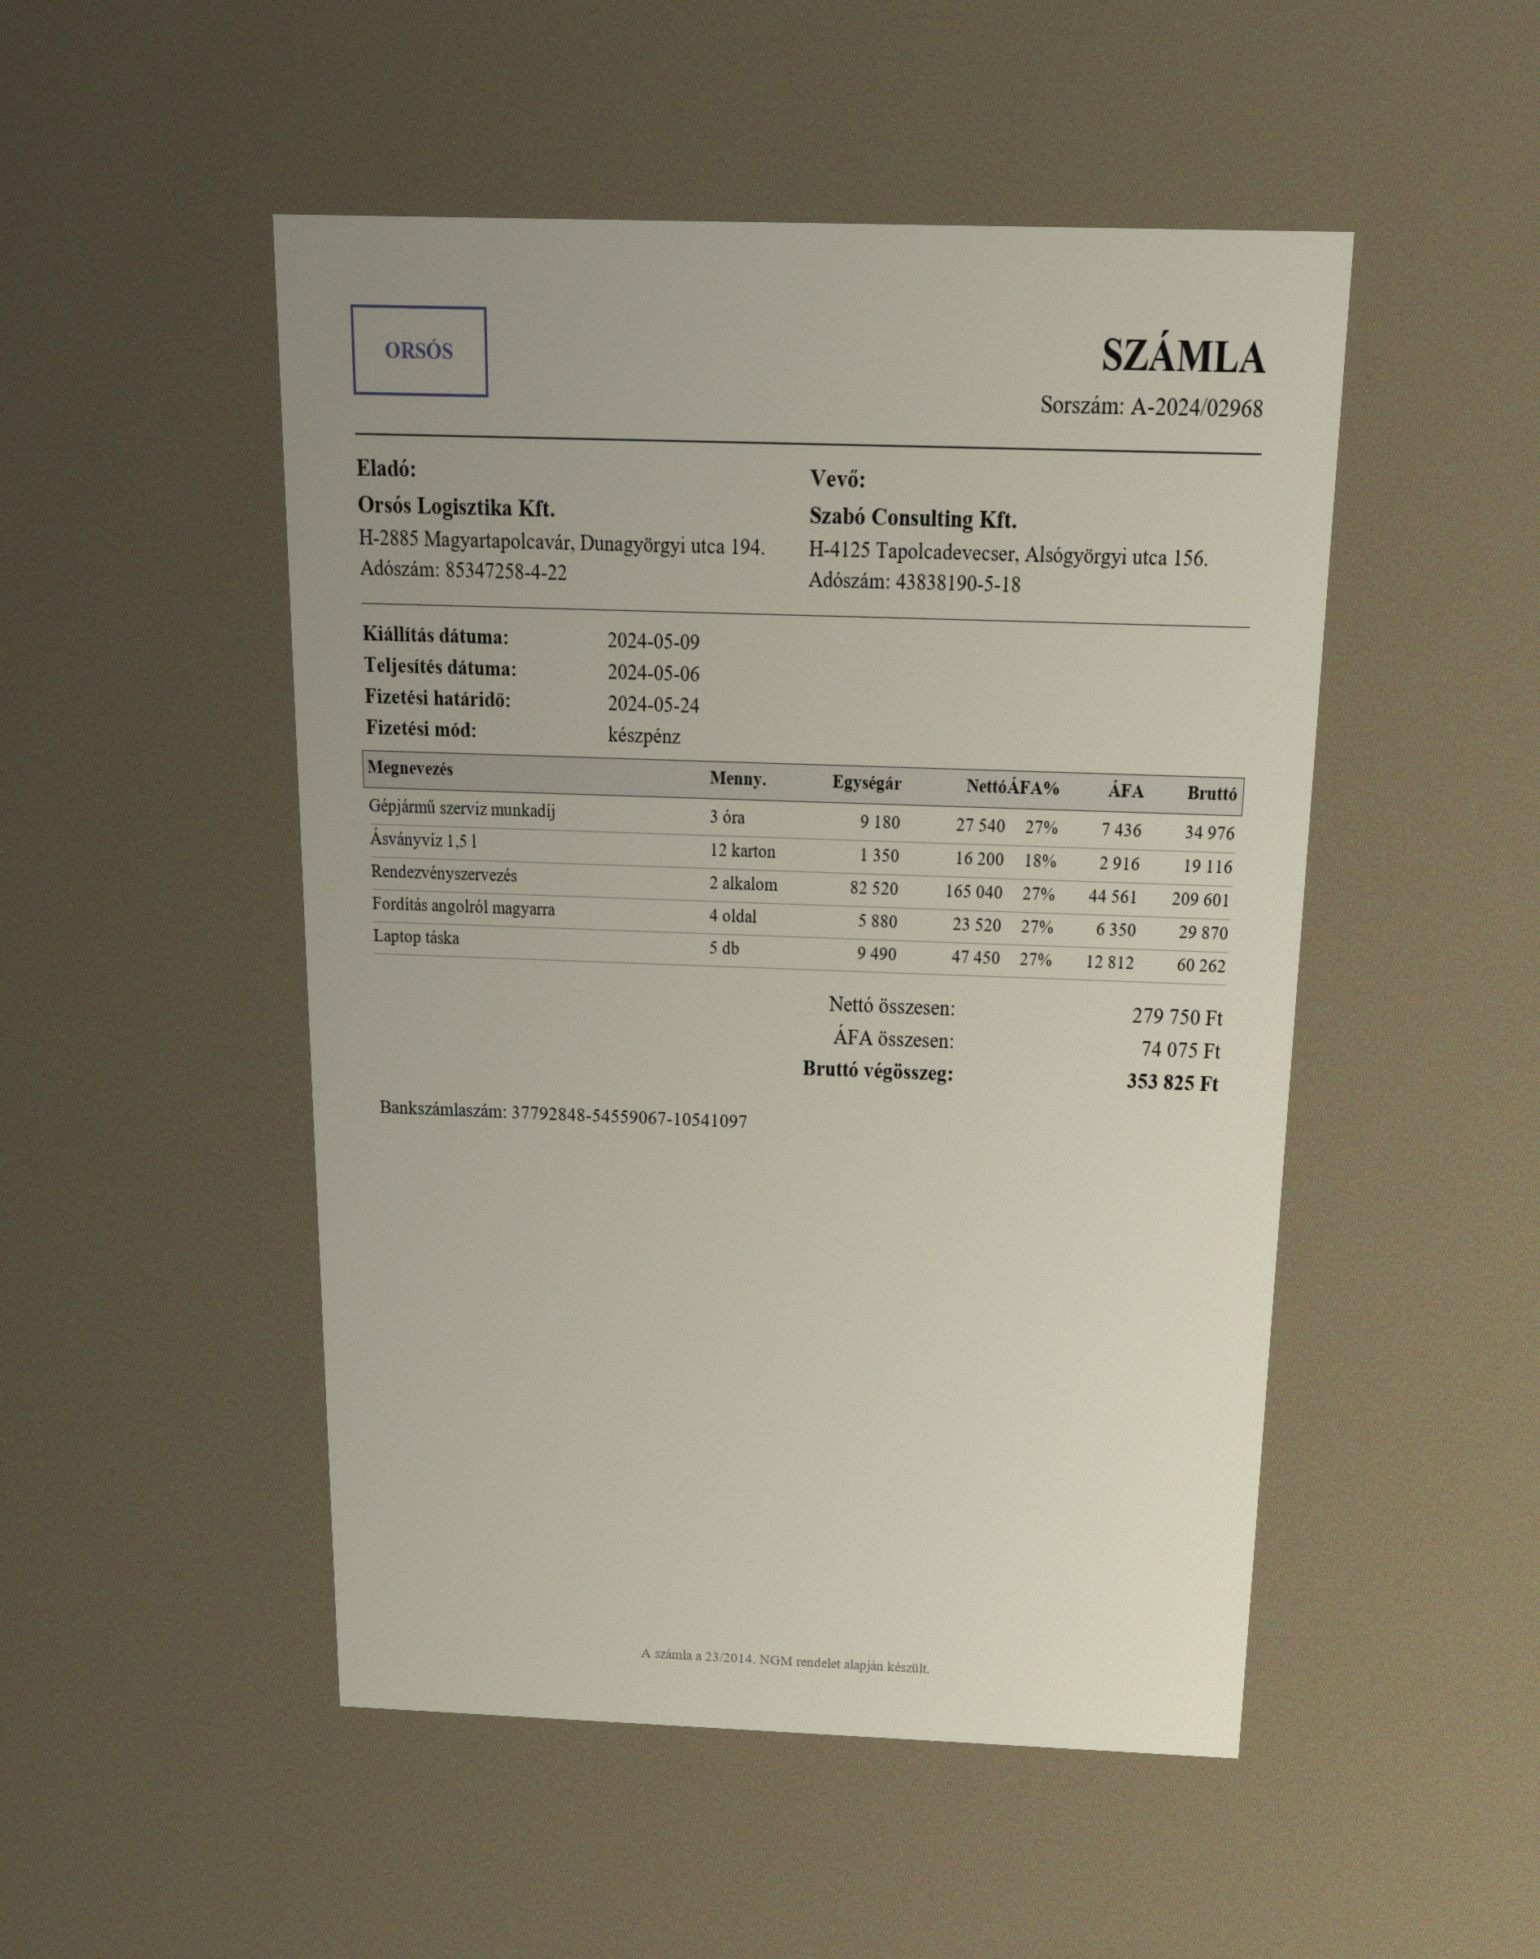 ORSÓS
SZÁMLA
Sorszám: A-2024/02968
Eladó:
Orsós Logisztika Kft.
H-2885 Magyartapolcavár, Dunagyörgyi utca 194.
Adószám: 85347258-4-22
Vevő:
Szabó Consulting Kft.
H-4125 Tapolcadevecser, Alsógyörgyi utca 156.
Adószám: 43838190-5-18
Kiállítás dátuma: 2024-05-09
Teljesítés dátuma: 2024-05-06
Fizetési határidő: 2024-05-24
Fizetési mód: készpénz
Megnevezés Menny. Egységár Nettó ÁFA% ÁFA Bruttó
Gépjármű szerviz munkadíj 3 óra 9 180 27 540 27% 7 436 34 976
Ásványvíz 1,5 l 12 karton 1 350 16 200 18% 2 916 19 116
Rendezvényszervezés 2 alkalom 82 520 165 040 27% 44 561 209 601
Fordítás angolról magyarra 4 oldal 5 880 23 520 27% 6 350 29 870
Laptop táska 5 db 9 490 47 450 27% 12 812 60 262
Nettó összesen: 279 750 Ft
ÁFA összesen: 74 075 Ft
Bruttó végösszeg: 353 825 Ft
Bankszámlaszám: 37792848-54559067-10541097
A számla a 23/2014. NGM rendelet alapján készült.